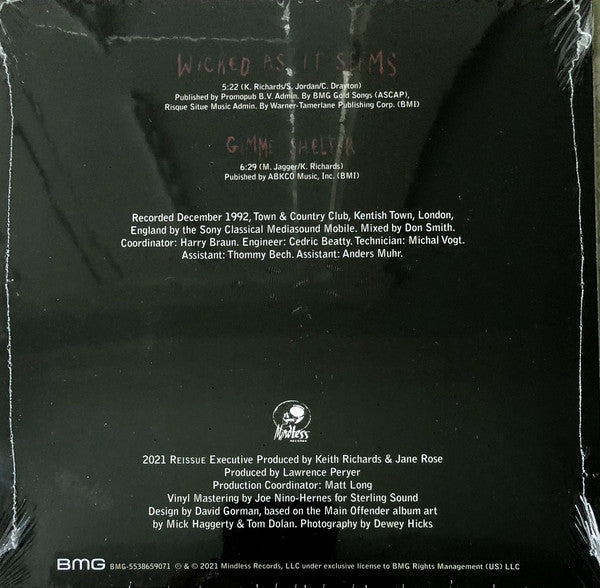 WICKED AS IT SEEMS
5:22 (K. Richards/S. Jordan/C. Drayton)
Published by Promopub B.V. Admin. By BMG Gold Songs (ASCAP),
Risque Situe Music Admin. By Warner-Tamerlane Publishing Corp. (BMI)
GIMME SHELTER
6:29 (M. Jagger/K. Richards)
Pubished by ABKCO Music, Inc. (BMI)
Recorded December 1992, Town & Country Club, Kentish Town, London,
England by the Sony Classical Mediasound Mobile. Mixed by Don Smith.
Coordinator: Harry Braun. Engineer: Cedric Beatty. Technician: Michal Vogt.
Assistant: Thommy Bech. Assistant: Anders Muhr.
Mindless
RECORDS
2021 REISSUE Executive Produced by Keith Richards & Jane Rose
Produced by Lawrence Peryer
Production Coordinator: Matt Long
Vinyl Mastering by Joe Nino-Hernes for Sterling Sound
Design by David Gorman, based on the Main Offender album art
by Mick Haggerty & Tom Dolan. Photography by Dewey Hicks
BMG BMG-5538659071 ℗ & © 2021 Mindless Records, LLC under exclusive license to BMG Rights Management (US) LLC